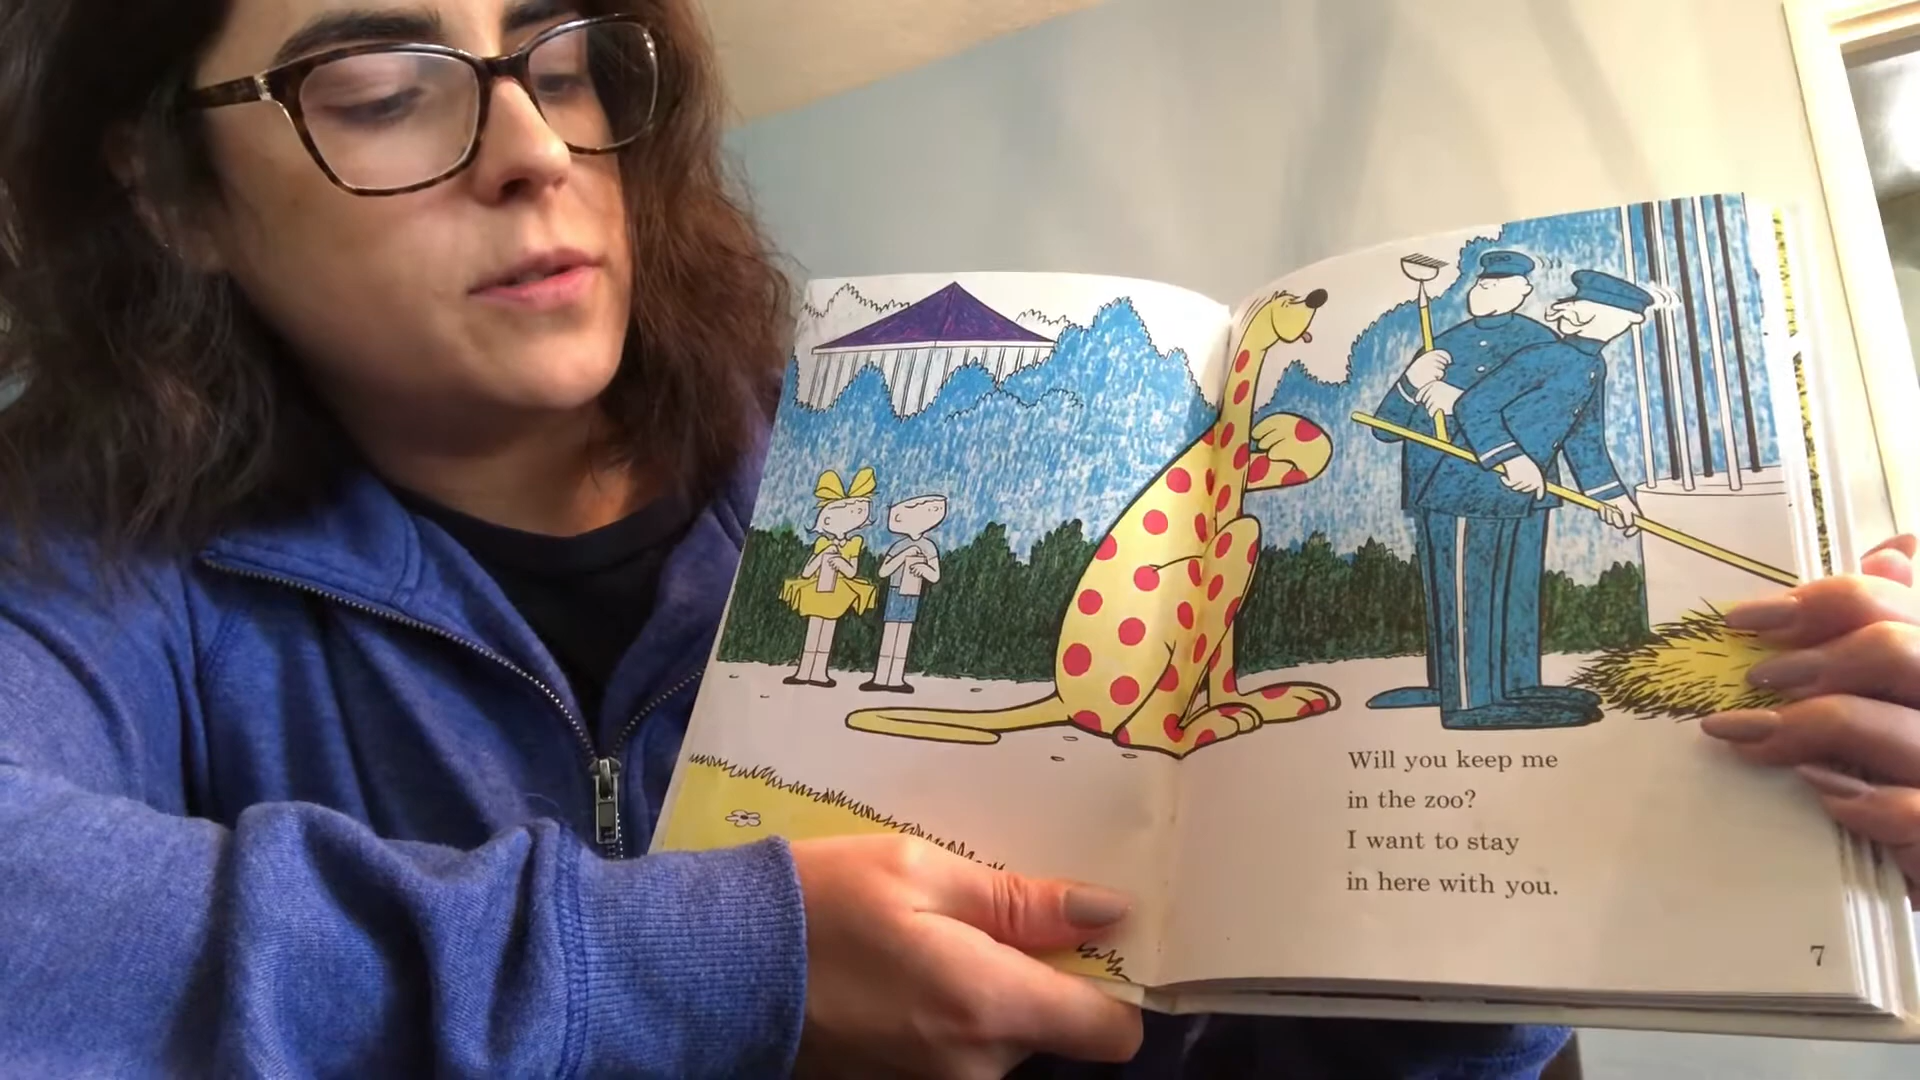 ZOO
Will you keep me
in the zoo?
I want to stay
in here with you.
7